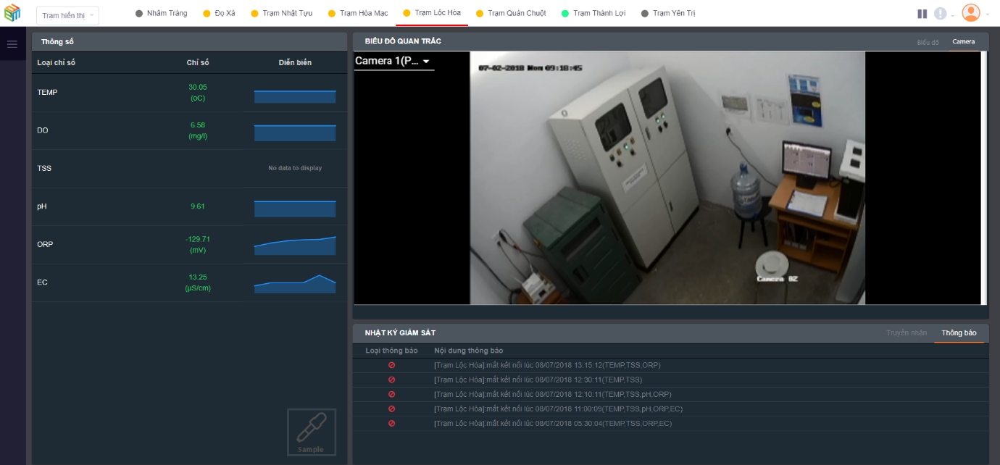 Trạm hiển thị
Nhâm Tràng
Đọ Xá
Trạm Nhật Tựu
Trạm Hòa Mạc
Trạm Lộc Hòa
Trạm Quán Chuột
Trạm Thành Lợi
Trạm Yên Trị
Thông số
Loại chỉ số Chỉ số Diễn biến
TEMP 30.05
(oC)
DO 6.58
(mg/l)
TSS No data to display
pH 9.61
ORP -129.71
(mV)
EC 13.25
(µS/cm)
Sample
BIỂU ĐỒ QUAN TRẮC
Biểu đồ Camera
Camera 1(P...
07-02-2018 Mon 09:18:45
Camera 02
NHẬT KÝ GIÁM SÁT
Truyền nhận Thông báo
Loại thông báo Nội dung thông báo
[Trạm Lộc Hòa]:mất kết nối lúc 08/07/2018 13:15:12(TEMP,TSS,ORP)
[Trạm Lộc Hòa]:mất kết nối lúc 08/07/2018 12:30:11(TEMP,TSS)
[Trạm Lộc Hòa]:mất kết nối lúc 08/07/2018 12:10:11(TEMP,TSS,pH,ORP)
[Trạm Lộc Hòa]:mất kết nối lúc 08/07/2018 11:00:09(TEMP,TSS,pH,ORP,EC)
[Trạm Lộc Hòa]:mất kết nối lúc 08/07/2018 05:30:04(TEMP,TSS,ORP,EC)